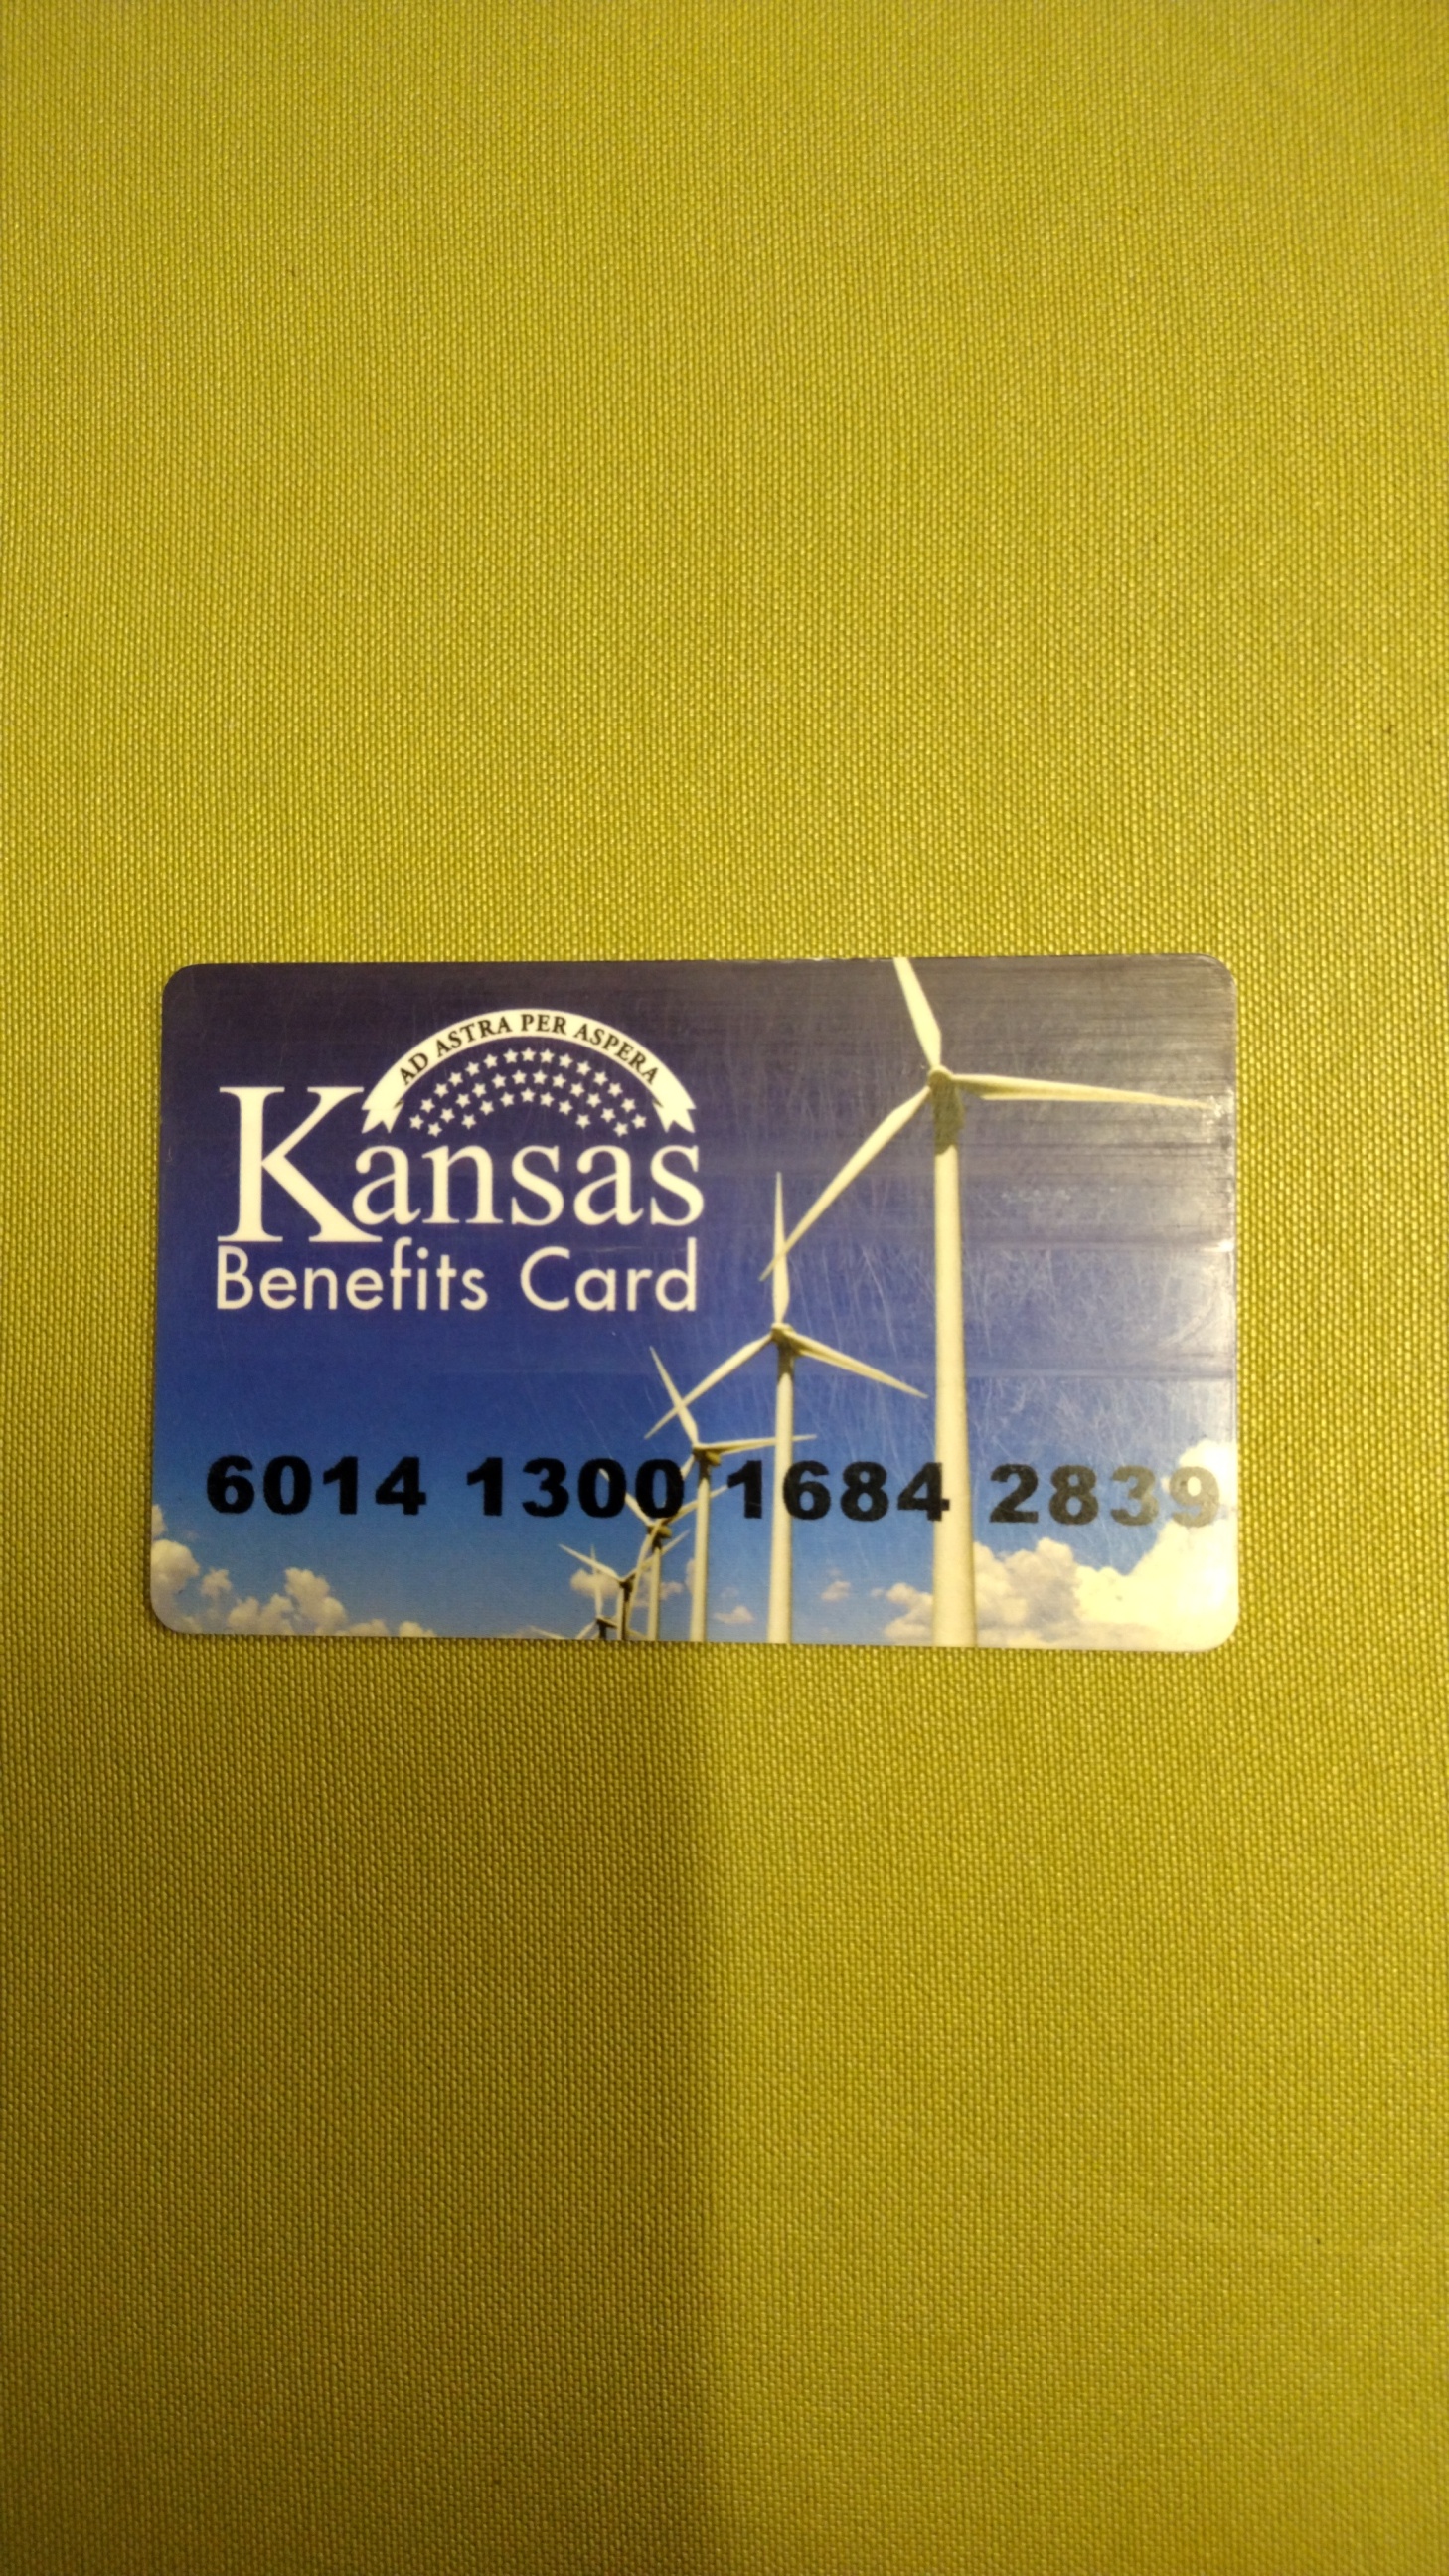 AD ASTRA PER ASPERA
Kansas
Benefits Card
6014 1300 1684 2839